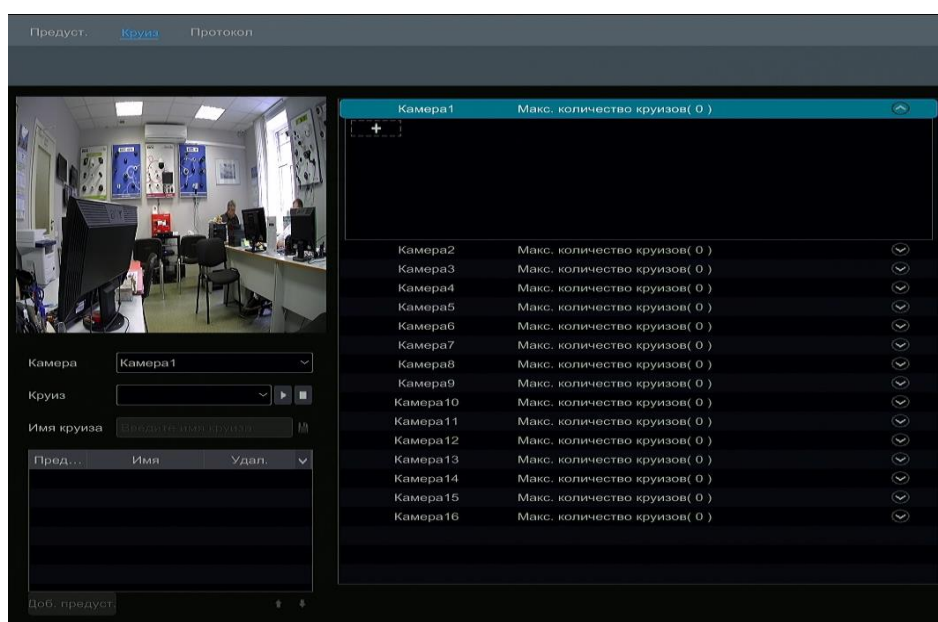 Предуст. Круиз Протокол
Камера1 Макс. количество круизов( 0 )
Камера2 Макс. количество круизов( 0 )
Камера3 Макс. количество круизов( 0 )
Камера4 Макс. количество круизов( 0 )
Камера5 Макс. количество круизов( 0 )
Камера6 Макс. количество круизов( 0 )
Камера7 Макс. количество круизов( 0 )
Камера8 Макс. количество круизов( 0 )
Камера9 Макс. количество круизов( 0 )
Камера10 Макс. количество круизов( 0 )
Камера11 Макс. количество круизов( 0 )
Камера12 Макс. количество круизов( 0 )
Камера13 Макс. количество круизов( 0 )
Камера14 Макс. количество круизов( 0 )
Камера15 Макс. количество круизов( 0 )
Камера16 Макс. количество круизов( 0 )
Камера Камера1
Круиз
Имя круиза Введите имя круиза
Пред... Имя Удал.
Доб. предуст.